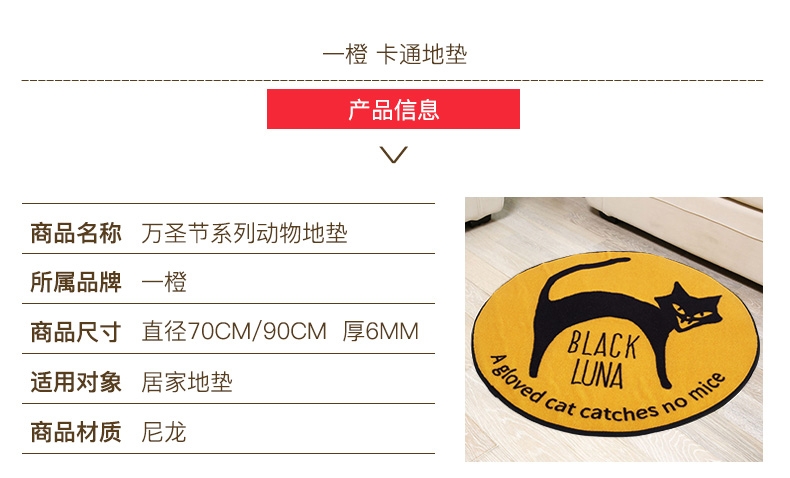 一橙 卡通地垫
产品信息
商品名称 万圣节系列动物地垫
所属品牌 一橙
商品尺寸 直径70CM/90CM 厚6MM
适用对象 居家地垫
商品材质 尼龙
BLACK
LUNA
A gloved cat catches no mice